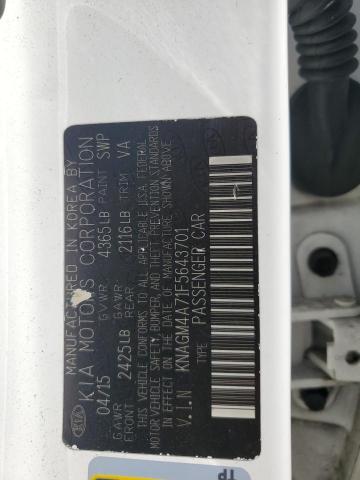 MANUFACTURED IN KOREA BY
KIA KIA MOTORS CORPORATION
04/15 GVWR 4365LB PAINT SWP
GAWR FRONT 2425LB GAWR REAR 2116LB TRIM VA
THIS VEHICLE CONFORMS TO ALL APPLICABLE U.S.A. FEDERAL
MOTOR VEHICLE SAFETY, BUMPER, AND THEFT PREVENTION STANDARDS
IN EFFECT ON THE DATE OF MANUFACTURE SHOWN ABOVE.
V.I.N KNAGM4A71F5643701
TYPE PASSENGER CAR
TP